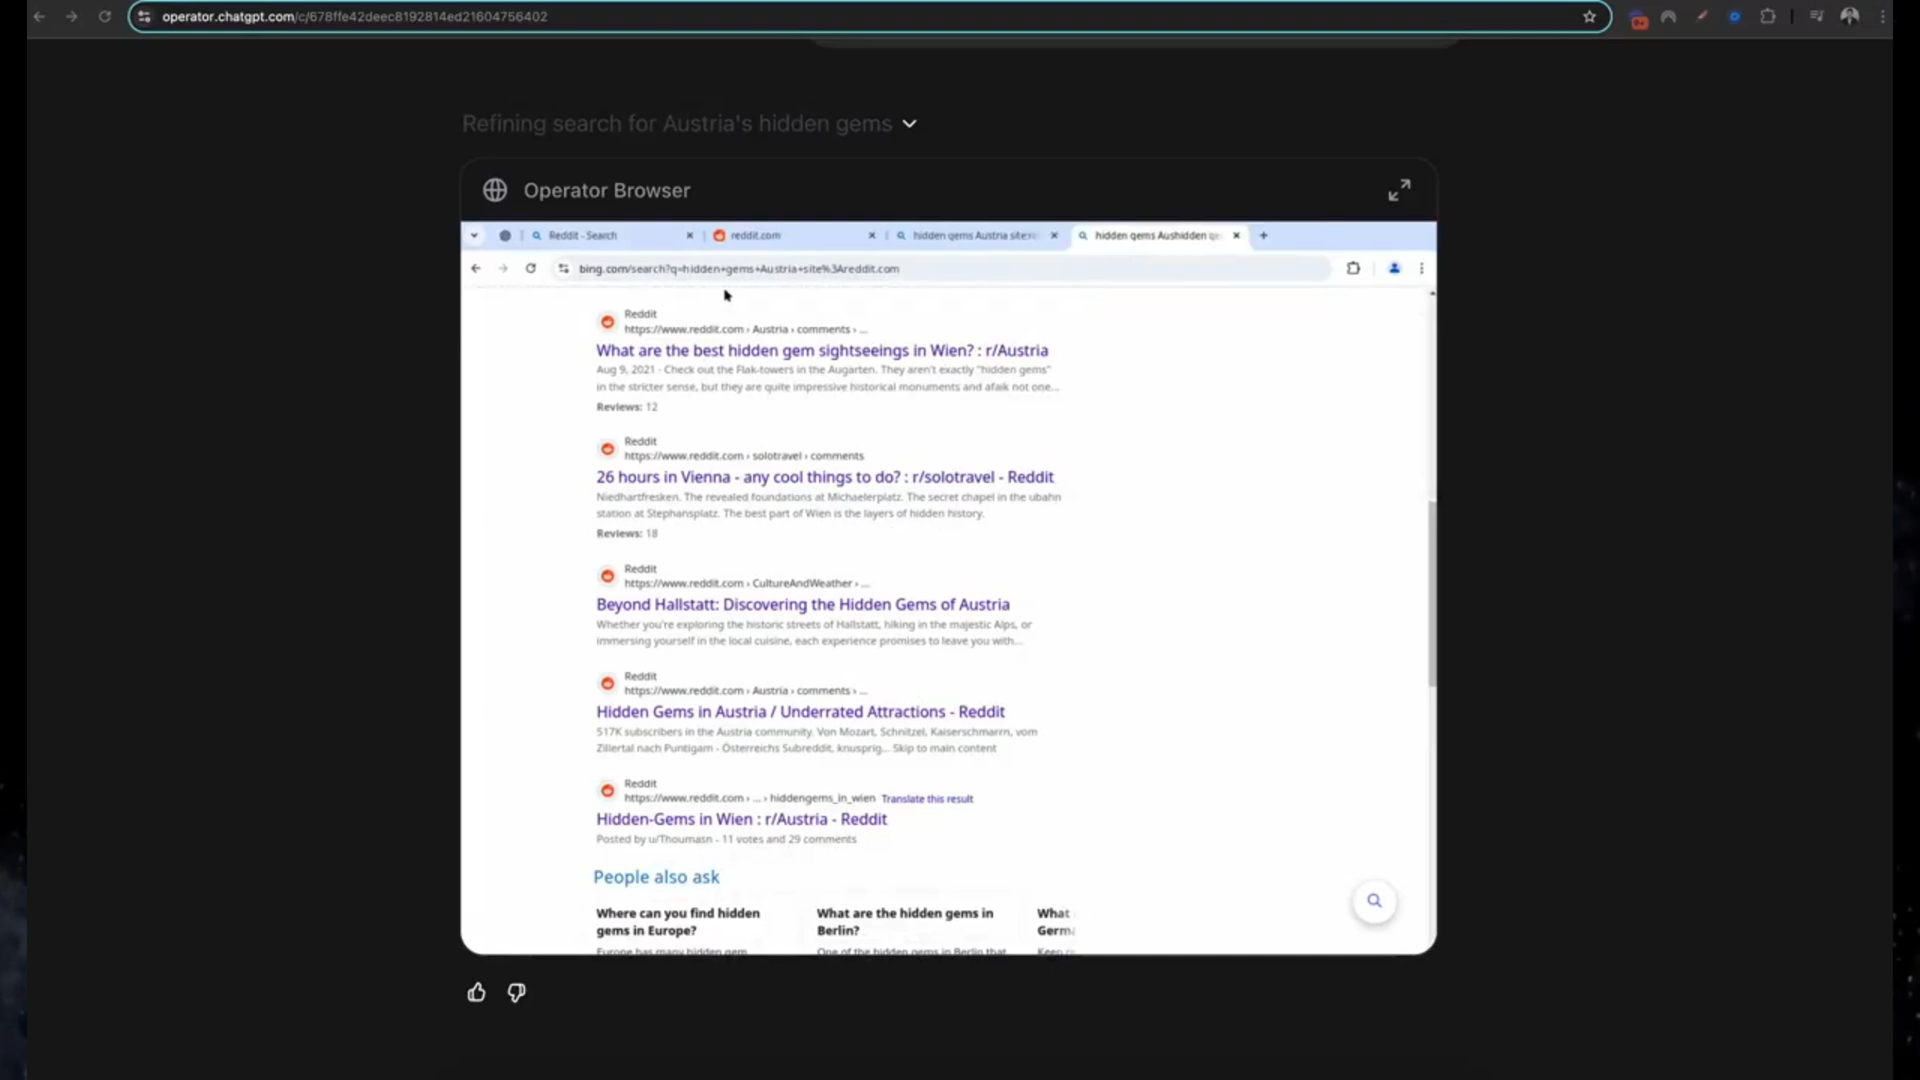 operator.chatgpt.com/c/678ffe42deec8192814ed21604756402
Refining search for Austria's hidden gems
Operator Browser
Reddit - Search
reddit.com
hidden gems Austria site:re
hidden gems Aushidden ge
bing.com/search?q=hidden+gems+Austria+site%3Areddit.com
Reddit
https://www.reddit.com › Austria › comments › ...
What are the best hidden gem sightseeings in Wien? : r/Austria
Aug 9, 2021 · Check out the Flak-towers in the Augarten. They aren't exactly "hidden gems"
in the stricter sense, but they are quite impressive historical monuments and afaik not one...
Reviews: 12
Reddit
https://www.reddit.com › solotravel › comments
26 hours in Vienna - any cool things to do? : r/solotravel - Reddit
Niedhartfresken. The revealed foundations at Michaelerplatz. The secret chapel in the ubahn
station at Stephansplatz. The best part of Wien is the layers of hidden history.
Reviews: 18
Reddit
https://www.reddit.com › CultureAndWeather › ...
Beyond Hallstatt: Discovering the Hidden Gems of Austria
Whether you're exploring the historic streets of Hallstatt, hiking in the majestic Alps, or
immersing yourself in the local cuisine, each experience promises to leave you with...
Reddit
https://www.reddit.com › Austria › comments › ...
Hidden Gems in Austria / Underrated Attractions - Reddit
517K subscribers in the Austria community. Von Mozart, Schnitzel, Kaiserschmarrn, vom
Zillertal nach Puntigam - Österreichs Subreddit, knusprig... Skip to main content
Reddit
https://www.reddit.com › ... › hiddengems_in_wien Translate this result
Hidden-Gems in Wien : r/Austria - Reddit
Posted by u/Thoumasn - 11 votes and 29 comments
People also ask
Where can you find hidden
gems in Europe?
What are the hidden gems in
Berlin?
What
Germa
Europe has many hidden gem
One of the hidden gems in Berlin that